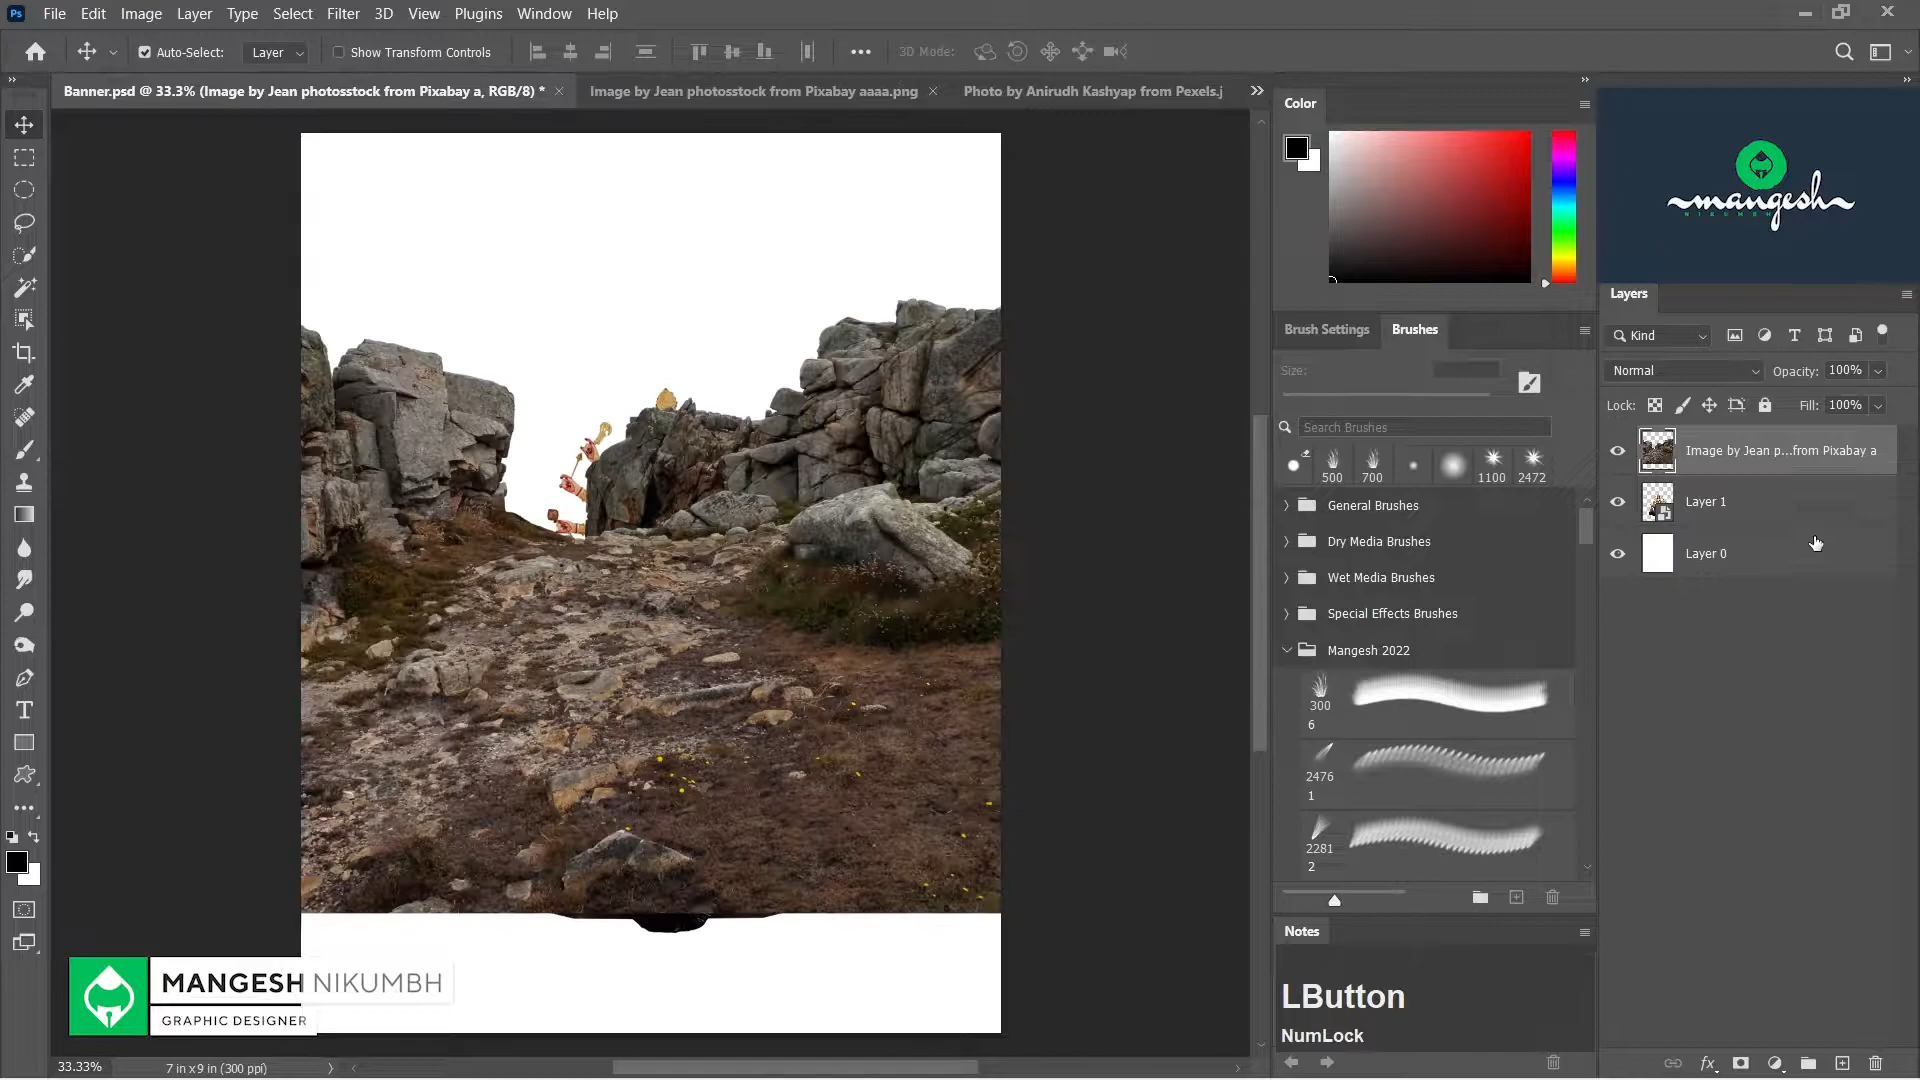 Ps File Edit Image Layer Type Select Filter 3D View Plugins Window Help
Auto-Select: Layer Show Transform Controls 3D Mode:
Banner.psd @ 33.3% (Image by Jean photosstock from Pixabay a, RGB/8) * Image by Jean photosstock from Pixabay aaaa.png Photo by Anirudh Kashyap from Pexels.j
Color
mangesh
NIKUMBH
Layers
Brush Settings Brushes
Kind
Size:
Normal Opacity: 100%
Lock: Fill: 100%
Search Brushes
500 700 1100 2472
Image by Jean p...from Pixabay a
Layer 1
Layer 0
General Brushes
Dry Media Brushes
Wet Media Brushes
Special Effects Brushes
Mangesh 2022
300
6
2476
1
2281
2
Notes
LButton
NumLock
MANGESH NIKUMBH
GRAPHIC DESIGNER
33.33% 7 in x 9 in (300 ppi)